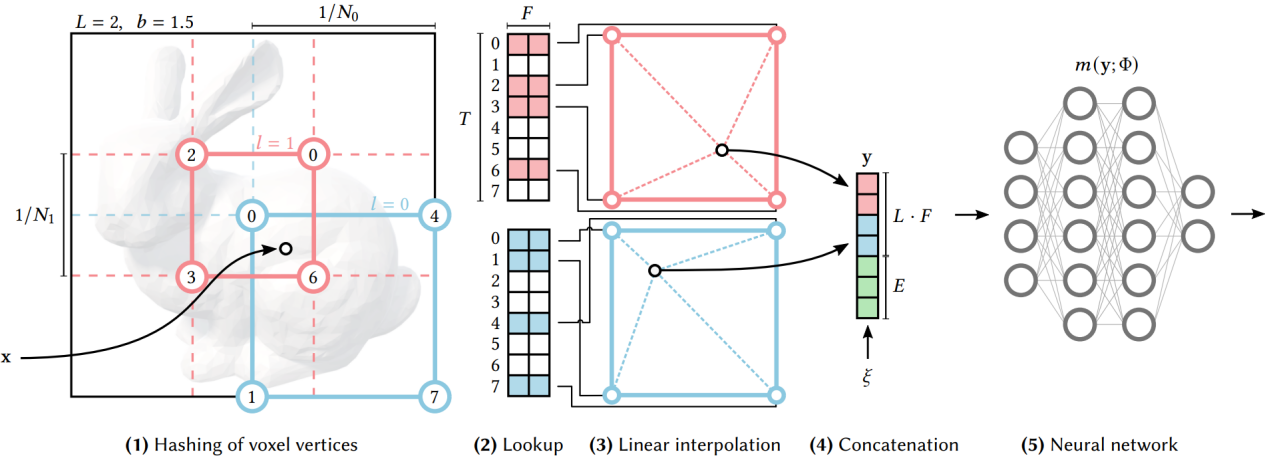 L = 2, b = 1.5
1/N₀
l = 1
2
0
1/N₁
l = 0
0
4
3
6
x
1
7
F
T
0
1
2
3
4
5
6
7
0
1
2
3
4
5
6
7
y
L · F
E
ξ
m(y; Φ)
(1) Hashing of voxel vertices
(2) Lookup
(3) Linear interpolation
(4) Concatenation
(5) Neural network